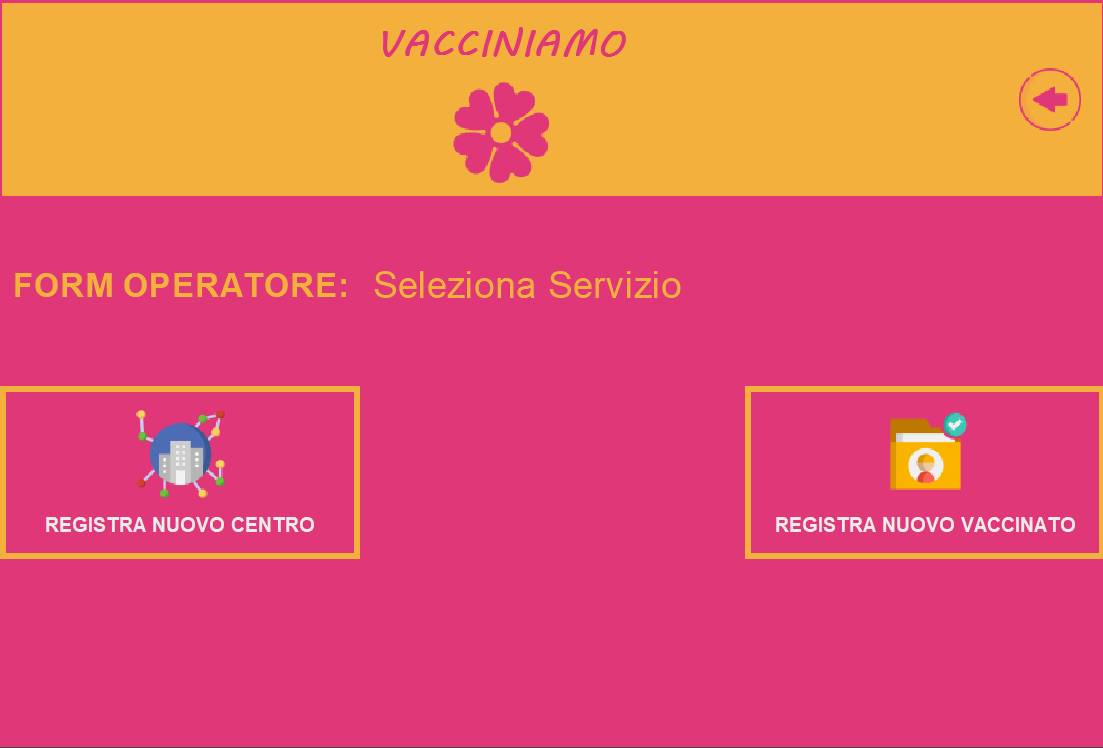 VACCINIAMO
FORM OPERATORE: Seleziona Servizio
REGISTRA NUOVO CENTRO
REGISTRA NUOVO VACCINATO